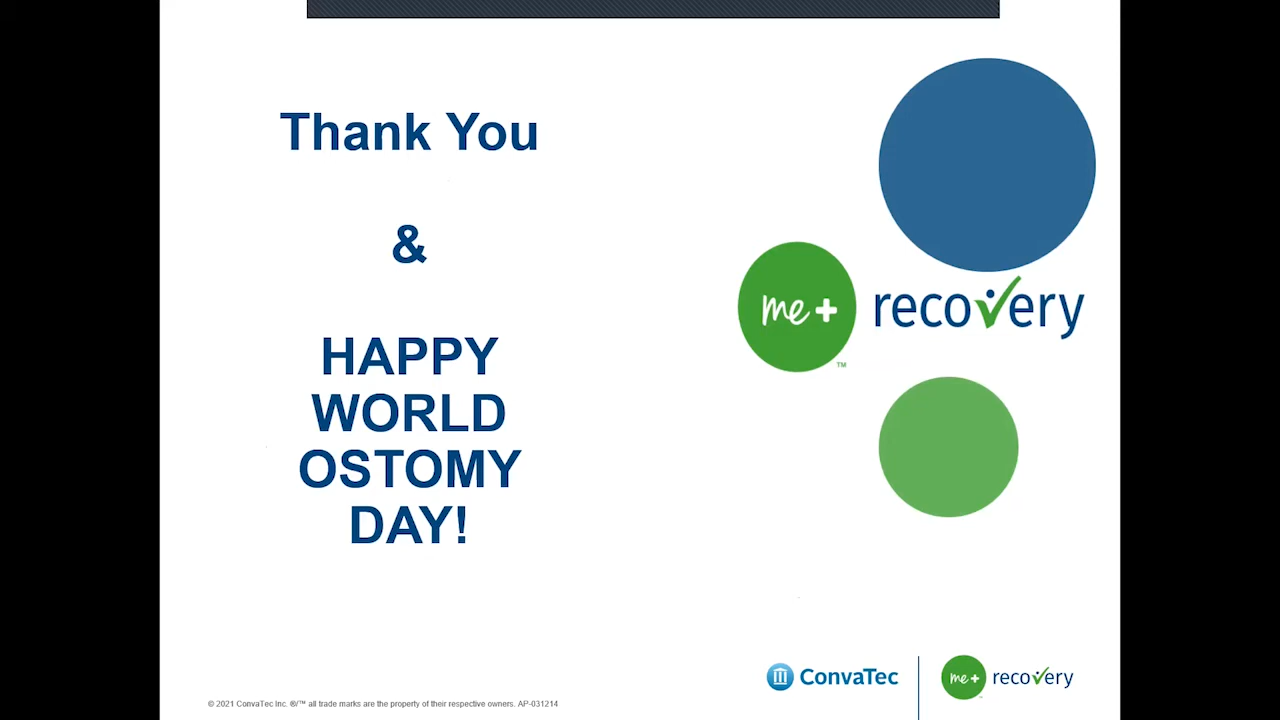 Thank You
&
HAPPY
WORLD
OSTOMY
DAY!
me+ recovery
™
© 2021 ConvaTec Inc. ®/™ all trade marks are the property of their respective owners. AP-031214
ConvaTec
me+ recovery